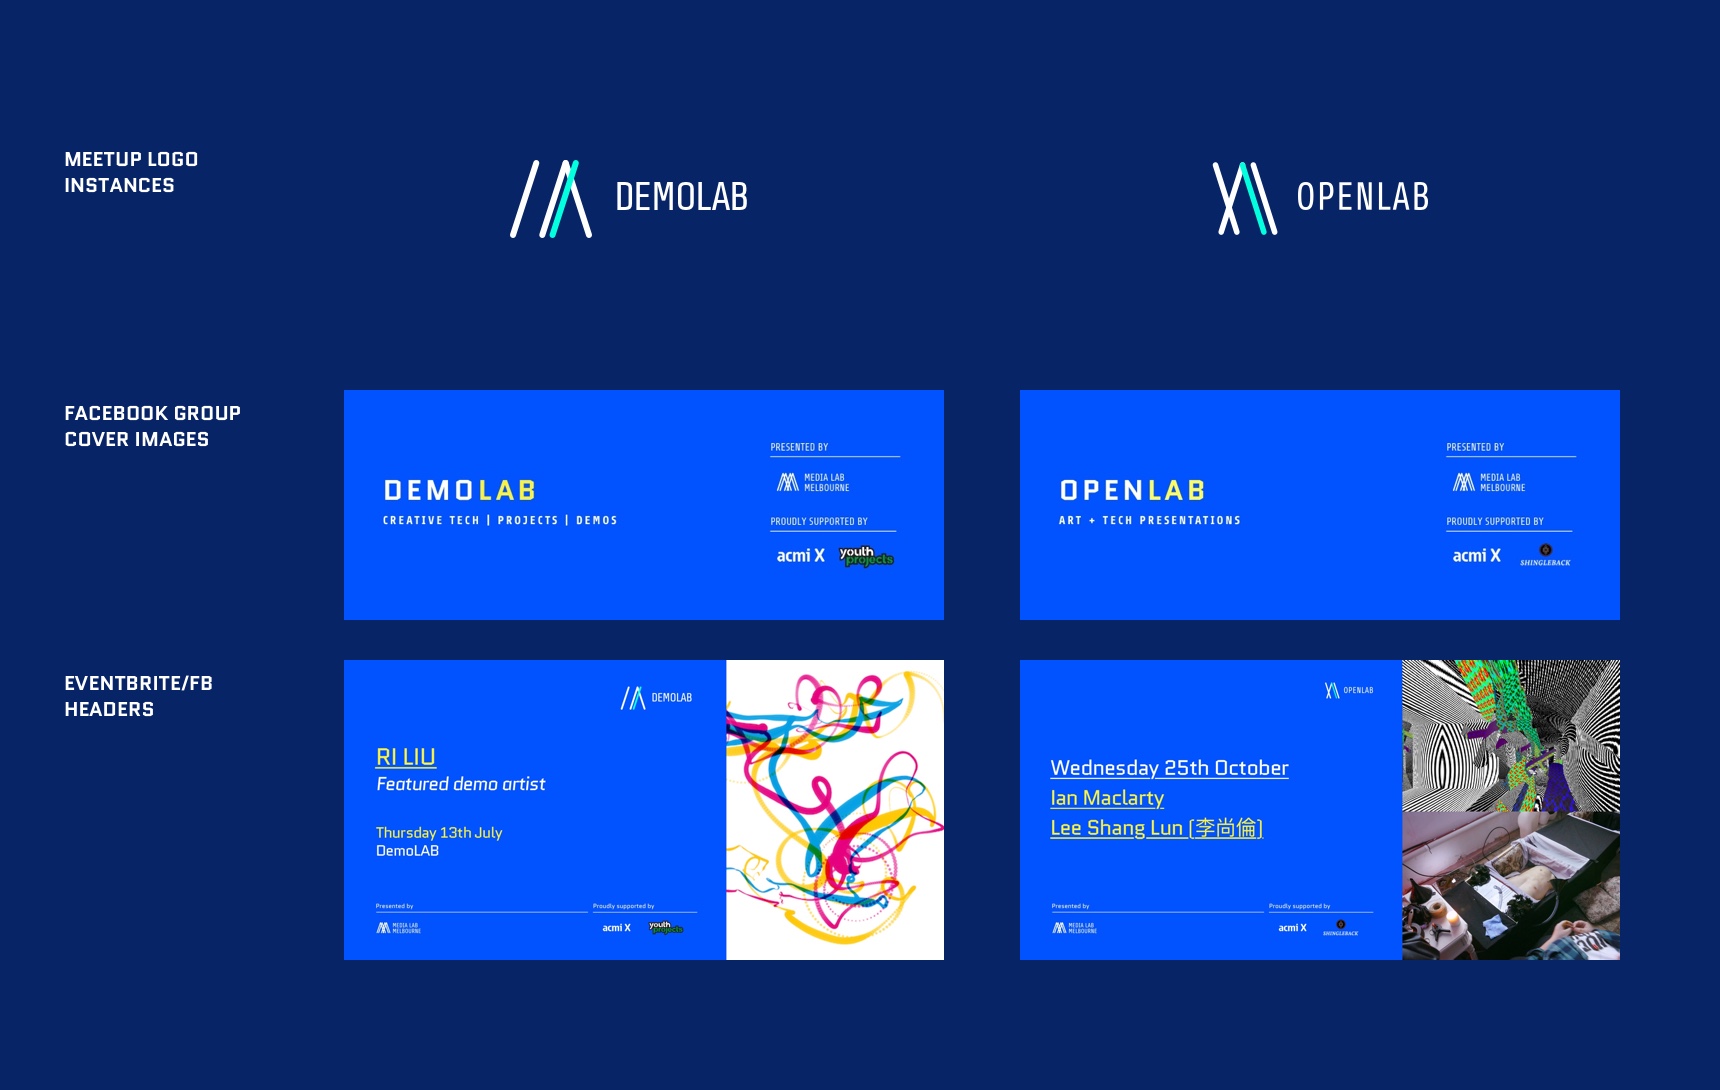 MEETUP LOGO
INSTANCES
DEMOLAB
OPENLAB
FACEBOOK GROUP
COVER IMAGES
DEMOLAB
CREATIVE TECH | PROJECTS | DEMOS
PRESENTED BY
MEDIA LAB
MELBOURNE
PROUDLY SUPPORTED BY
acmi X
youth
projects
OPENLAB
ART + TECH PRESENTATIONS
PRESENTED BY
MEDIA LAB
MELBOURNE
PROUDLY SUPPORTED BY
acmi X
SHINGLEBACK
EVENTBRITE/FB
HEADERS
DEMOLAB
RI LIU
Featured demo artist
Thursday 13th July
DemoLAB
Presented by
MEDIA LAB
MELBOURNE
Proudly supported by
acmi X
youth
projects
OPENLAB
Wednesday 25th October
Ian Maclarty
Lee Shang Lun [李尚倫]
Presented by
MEDIA LAB
MELBOURNE
Proudly supported by
acmi X
SHINGLEBACK